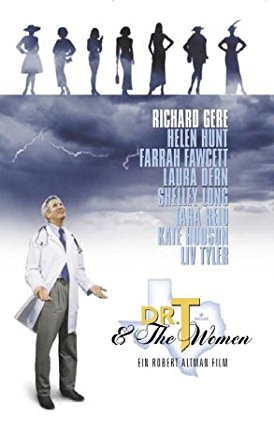 RICHARD GERE
HELEN HUNT
FARRAH FAWCETT
LAURA DERN
SHELLEY LONG
TARA REID
KATE HUDSON
LIV TYLER
DR. T
& The Women
EIN ROBERT ALTMAN FILM